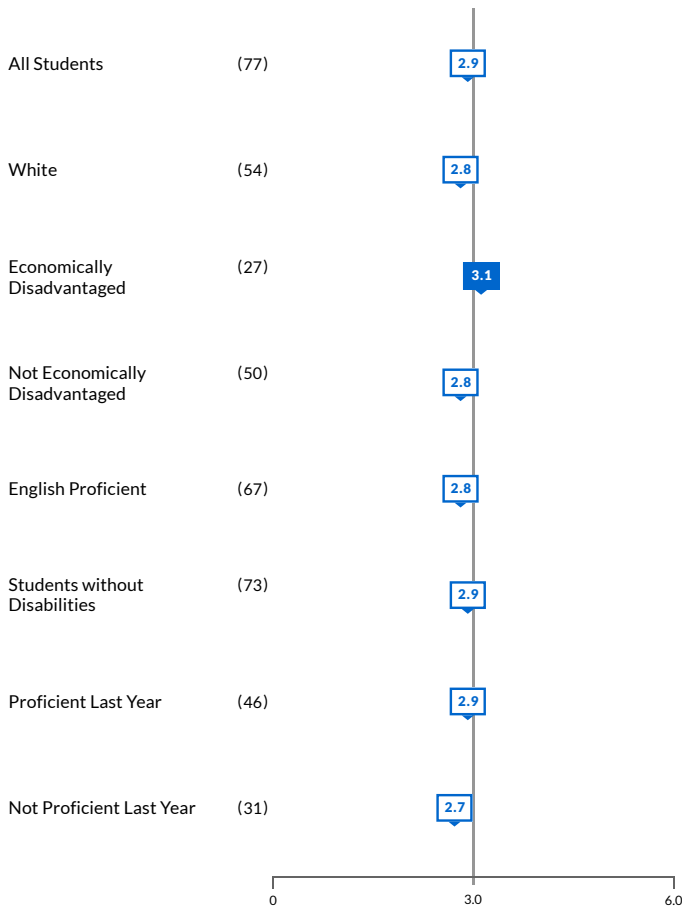 All Students (77) 2.9
White (54) 2.8
Economically (27) 3.1
Disadvantaged
Not Economically (50) 2.8
Disadvantaged
English Proficient (67) 2.8
Students without (73) 2.9
Disabilities
Proficient Last Year (46) 2.9
Not Proficient Last Year (31) 2.7
0 3.0 6.0